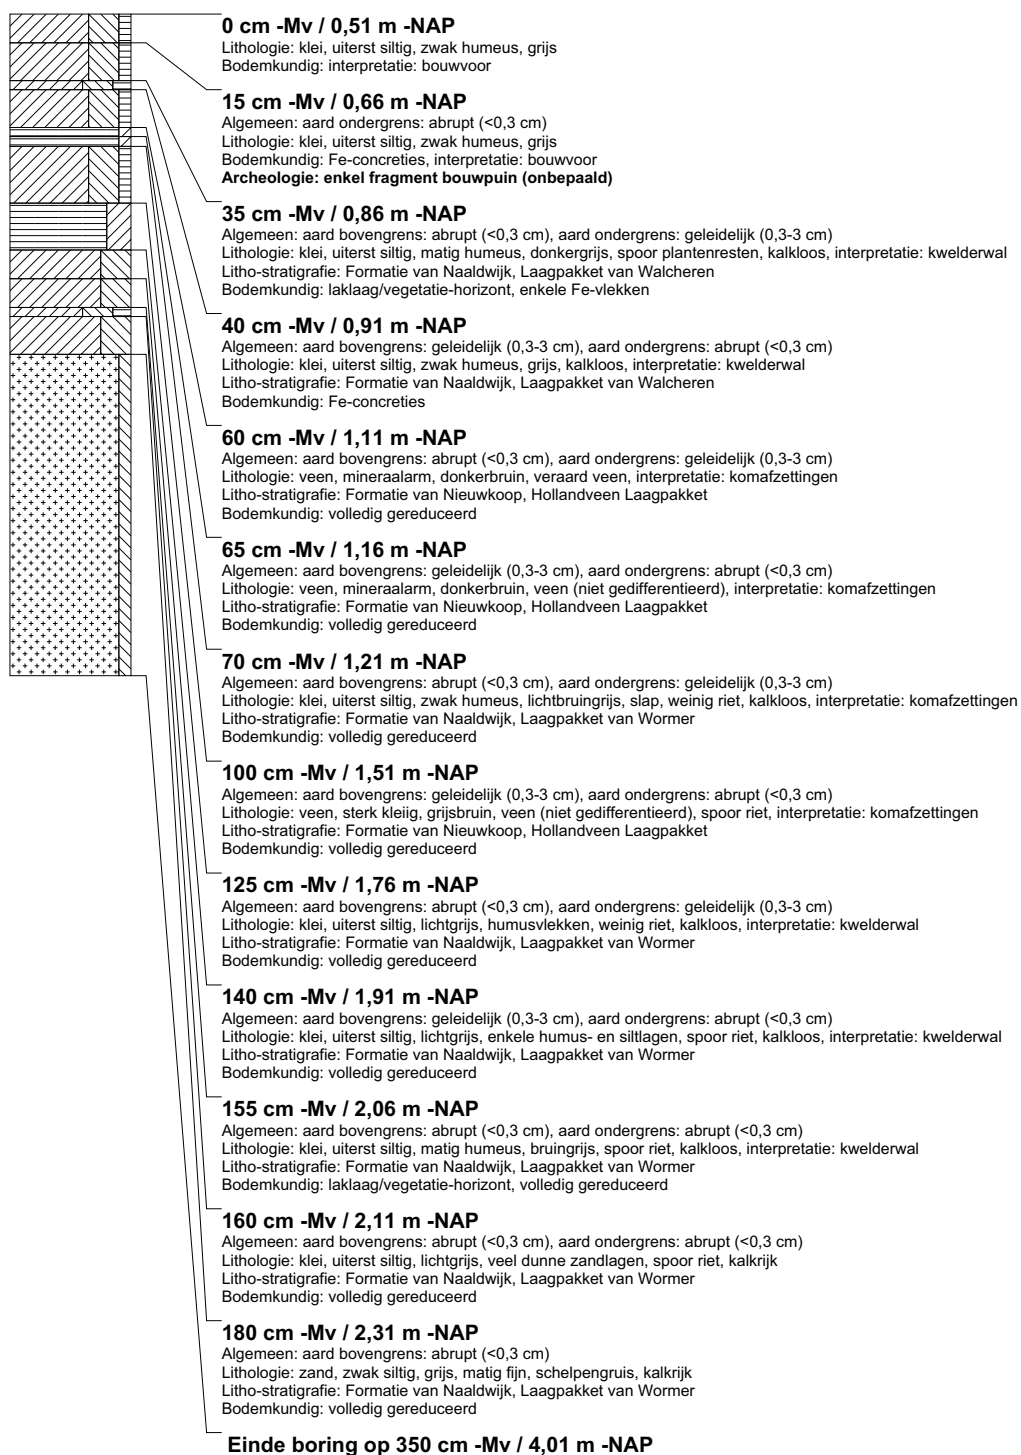 0 cm -Mv / 0,51 m -NAP
Lithologie: klei, uiterst siltig, zwak humeus, grijs
Bodemkundig: interpretatie: bouwvoor
15 cm -Mv / 0,66 m -NAP
Algemeen: aard ondergrens: abrupt (<0,3 cm)
Lithologie: klei, uiterst siltig, zwak humeus, grijs
Bodemkundig: Fe-concreties, interpretatie: bouwvoor
Archeologie: enkel fragment bouwpuin (onbepaald)
35 cm -Mv / 0,86 m -NAP
Algemeen: aard bovengrens: abrupt (<0,3 cm), aard ondergrens: geleidelijk (0,3-3 cm)
Lithologie: klei, uiterst siltig, matig humeus, donkergrijs, spoor plantenresten, kalkloos, interpretatie: kwelderwal
Litho-stratigrafie: Formatie van Naaldwijk, Laagpakket van Walcheren
Bodemkundig: laklaag/vegetatie-horizont, enkele Fe-vlekken
40 cm -Mv / 0,91 m -NAP
Algemeen: aard bovengrens: geleidelijk (0,3-3 cm), aard ondergrens: abrupt (<0,3 cm)
Lithologie: klei, uiterst siltig, zwak humeus, grijs, kalkloos, interpretatie: kwelderwal
Litho-stratigrafie: Formatie van Naaldwijk, Laagpakket van Walcheren
Bodemkundig: Fe-concreties
60 cm -Mv / 1,11 m -NAP
Algemeen: aard bovengrens: abrupt (<0,3 cm), aard ondergrens: geleidelijk (0,3-3 cm)
Lithologie: veen, mineraalarm, donkerbruin, veraard veen, interpretatie: komafzettingen
Litho-stratigrafie: Formatie van Nieuwkoop, Hollandveen Laagpakket
Bodemkundig: volledig gereduceerd
65 cm -Mv / 1,16 m -NAP
Algemeen: aard bovengrens: geleidelijk (0,3-3 cm), aard ondergrens: abrupt (<0,3 cm)
Lithologie: veen, mineraalarm, donkerbruin, veen (niet gedifferentieerd), interpretatie: komafzettingen
Litho-stratigrafie: Formatie van Nieuwkoop, Hollandveen Laagpakket
Bodemkundig: volledig gereduceerd
70 cm -Mv / 1,21 m -NAP
Algemeen: aard bovengrens: abrupt (<0,3 cm), aard ondergrens: geleidelijk (0,3-3 cm)
Lithologie: klei, uiterst siltig, zwak humeus, lichtbruingrijs, slap, weinig riet, kalkloos, interpretatie: komafzettingen
Litho-stratigrafie: Formatie van Naaldwijk, Laagpakket van Wormer
Bodemkundig: volledig gereduceerd
100 cm -Mv / 1,51 m -NAP
Algemeen: aard bovengrens: geleidelijk (0,3-3 cm), aard ondergrens: abrupt (<0,3 cm)
Lithologie: veen, sterk kleiig, grijsbruin, veen (niet gedifferentieerd), spoor riet, interpretatie: komafzettingen
Litho-stratigrafie: Formatie van Nieuwkoop, Hollandveen Laagpakket
Bodemkundig: volledig gereduceerd
125 cm -Mv / 1,76 m -NAP
Algemeen: aard bovengrens: abrupt (<0,3 cm), aard ondergrens: geleidelijk (0,3-3 cm)
Lithologie: klei, uiterst siltig, lichtgrijs, humusvlekken, weinig riet, kalkloos, interpretatie: kwelderwal
Litho-stratigrafie: Formatie van Naaldwijk, Laagpakket van Wormer
Bodemkundig: volledig gereduceerd
140 cm -Mv / 1,91 m -NAP
Algemeen: aard bovengrens: geleidelijk (0,3-3 cm), aard ondergrens: abrupt (<0,3 cm)
Lithologie: klei, uiterst siltig, lichtgrijs, enkele humus- en siltlagen, spoor riet, kalkloos, interpretatie: kwelderwal
Litho-stratigrafie: Formatie van Naaldwijk, Laagpakket van Wormer
Bodemkundig: volledig gereduceerd
155 cm -Mv / 2,06 m -NAP
Algemeen: aard bovengrens: abrupt (<0,3 cm), aard ondergrens: abrupt (<0,3 cm)
Lithologie: klei, uiterst siltig, matig humeus, bruingrijs, spoor riet, kalkloos, interpretatie: kwelderwal
Litho-stratigrafie: Formatie van Naaldwijk, Laagpakket van Wormer
Bodemkundig: laklaag/vegetatie-horizont, volledig gereduceerd
160 cm -Mv / 2,11 m -NAP
Algemeen: aard bovengrens: abrupt (<0,3 cm), aard ondergrens: abrupt (<0,3 cm)
Lithologie: klei, uiterst siltig, lichtgrijs, veel dunne zandlagen, spoor riet, kalkrijk
Litho-stratigrafie: Formatie van Naaldwijk, Laagpakket van Wormer
Bodemkundig: volledig gereduceerd
180 cm -Mv / 2,31 m -NAP
Algemeen: aard bovengrens: abrupt (<0,3 cm)
Lithologie: zand, zwak siltig, grijs, matig fijn, schelpengruis, kalkrijk
Litho-stratigrafie: Formatie van Naaldwijk, Laagpakket van Wormer
Bodemkundig: volledig gereduceerd
Einde boring op 350 cm -Mv / 4,01 m -NAP